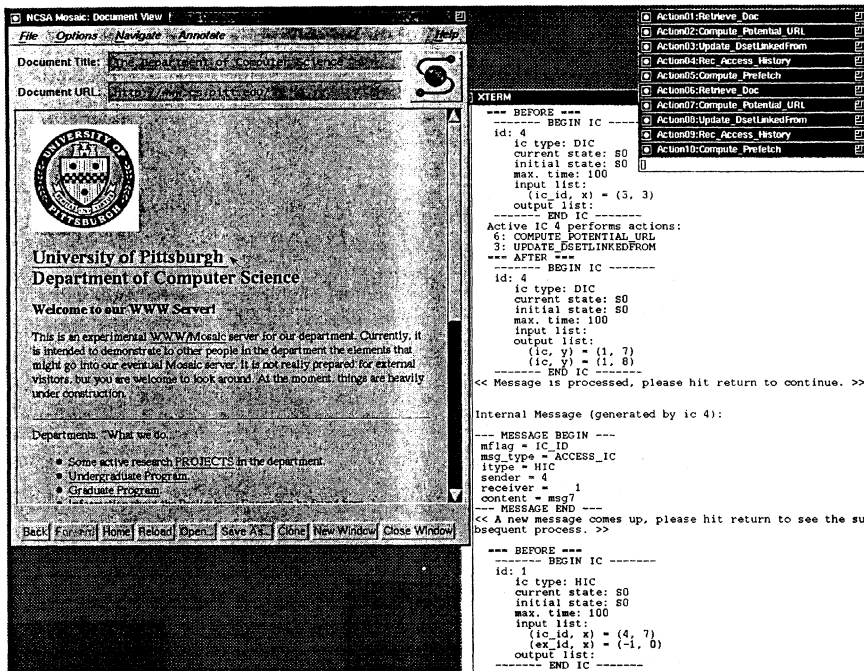 NCSA Mosaic: Document View
File Options Navigate Annotate Help
Document Title: The Department of Computer Science
Document URL:
UNIVERSITY OF PITTSBURGH
University of Pittsburgh
Department of Computer Science
Welcome to our WWW Server!
This is an experimental WWW/Mosaic server for our department. Currently, it
is intended to demonstrate to other people in the department the elements that
might go into our eventual Mosaic server. It is not really prepared for external
visitors, but you are welcome to look around. At the moment, things are heavily
under construction.
Departments: "What we do...
Some active research PROJECTS in the department.
Undergraduate Program.
Graduate Program.
Back Forward Home Reload Open... Save As... Clone New Window Close Window
Action01:Retrieve_Doc
Action02:Compute_Potential_URL
Action03:Update_DsetLinkedFrom
Action04:Rec_Access_History
Action05:Compute_Prefetch
Action06:Retrieve_Doc
Action07:Compute_Potential_URL
Action08:Update_DsetLinkedFrom
Action09:Rec_Access_History
Action10:Compute_Prefetch
XTERM
=== BEFORE ===
------- BEGIN IC -----
id: 4
ic type: DIC
current state: S0
initial state: S0
max. time: 100
input list:
(ic_id, x) = (3, 3)
output list:
------- END IC -------
Active IC 4 performs actions:
6: COMPUTE_POTENTIAL_URL
3: UPDATE_DSETLINKEDFROM
=== AFTER ===
------- BEGIN IC -------
id: 4
ic type: DIC
current state: S0
initial state: S0
max. time: 100
input list:
output list:
(ic, y) = (1, 7)
(ic, y) = (1, 8)
------- END IC -------
<< Message is processed, please hit return to continue. >>
Internal Message (generated by ic 4):
--- MESSAGE BEGIN ---
mflag = IC_ID
msg_type = ACCESS_IC
itype = HIC
sender = 4
receiver = 1
content = msg7
--- MESSAGE END ---
<< A new message comes up, please hit return to see the su
bsequent process. >>
=== BEFORE ===
------- BEGIN IC -------
id: 1
ic type: HIC
current state: S0
initial state: S0
max. time: 100
input list:
(ic_id, x) = (4, 7)
(ex_id, x) = (-1, 0)
output list:
------- END IC -------